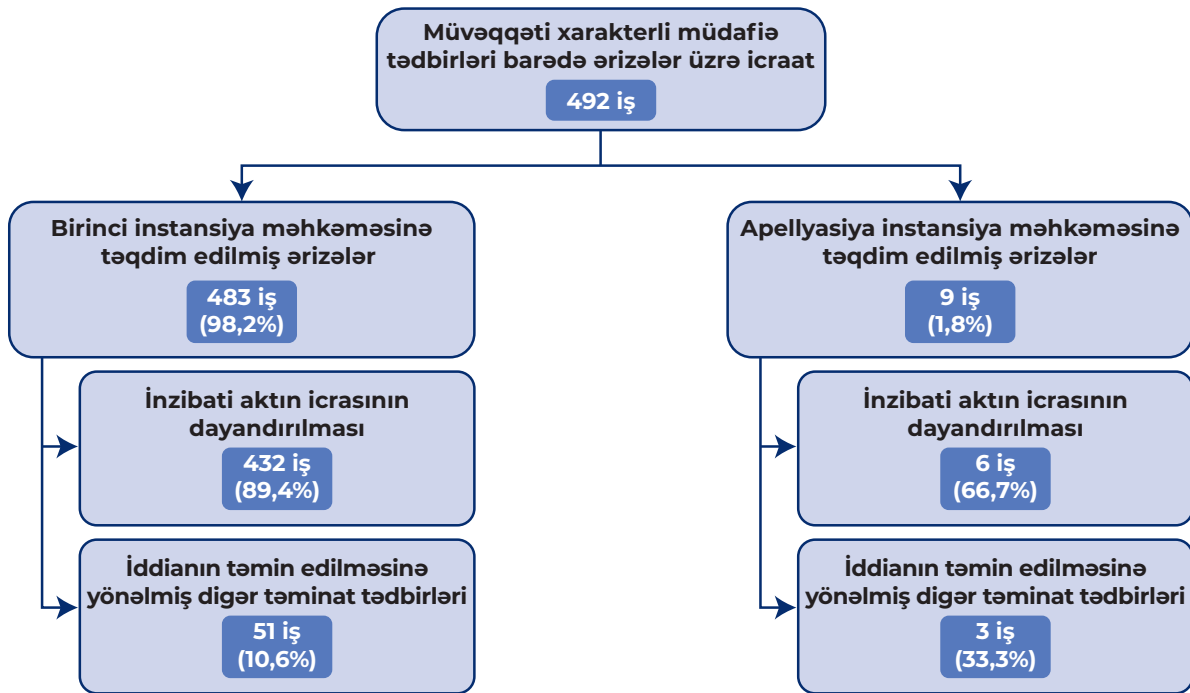 Müvəqqəti xarakterli müdafiə
tədbirləri barədə ərizələr üzrə icraat
492 iş
Birinci instansiya məhkəməsinə
təqdim edilmiş ərizələr
483 iş
(98,2%)
İnzibati aktın icrasının
dayandırılması
432 iş
(89,4%)
İddianın təmin edilməsinə
yönəlmiş digər təminat tədbirləri
51 iş
(10,6%)
Apellyasiya instansiya məhkəməsinə
təqdim edilmiş ərizələr
9 iş
(1,8%)
İnzibati aktın icrasının
dayandırılması
6 iş
(66,7%)
İddianın təmin edilməsinə
yönəlmiş digər təminat tədbirləri
3 iş
(33,3%)